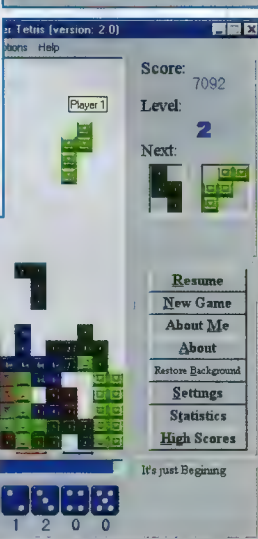 er Tetris (version: 2.0)
ptions Help
Player 1
Score:
7092
Level:
2
Next:
Resume
New Game
About Me
About
Restore Background
Settings
Statistics
High Scores
It's just Begining
1 2 0 0